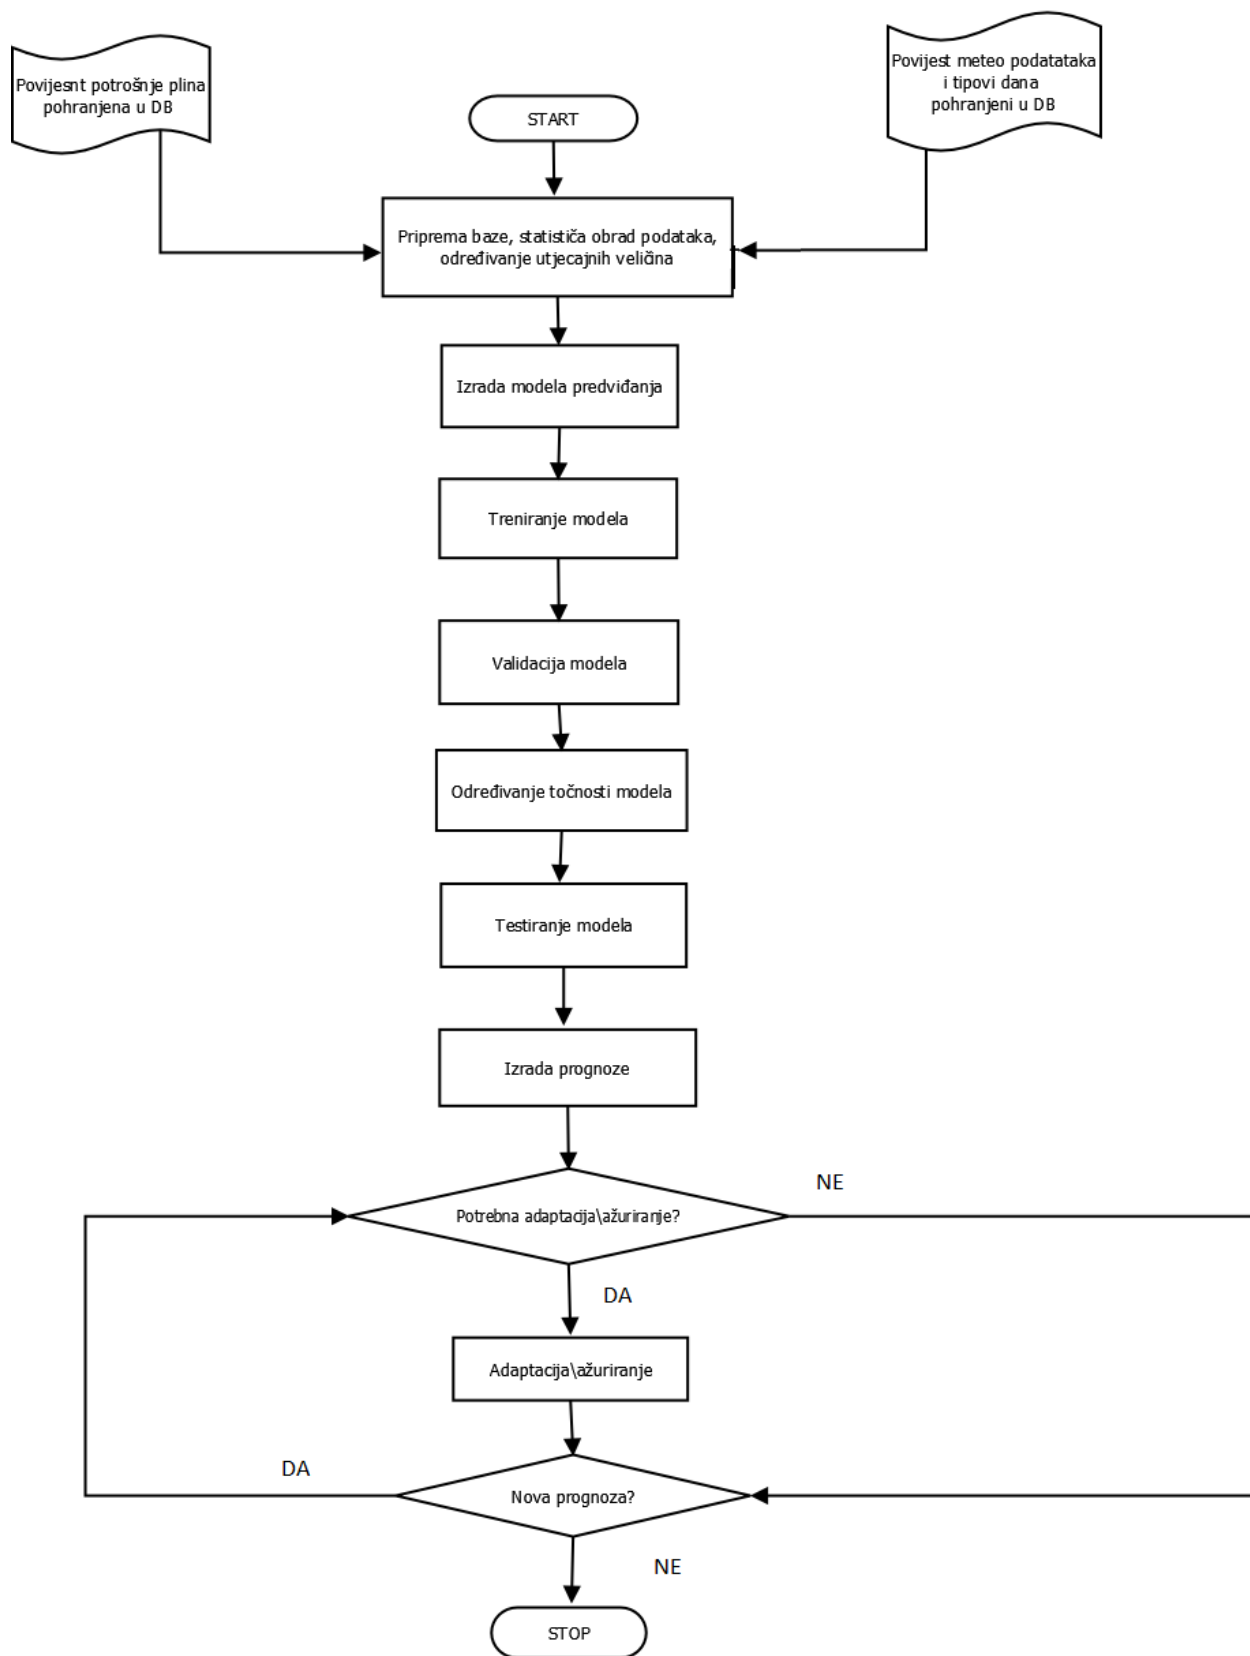 Povijesnt potrošnje plina
pohranjena u DB
Povijest meteo podatataka
i tipovi dana
pohranjeni u DB
START
Priprema baze, statističa obrad podataka,
određivanje utjecajnih veličina
Izrada modela predviđanja
Treniranje modela
Validacija modela
Određivanje točnosti modela
Testiranje modela
Izrada prognoze
NE
Potrebna adaptacija\ažuriranje?
DA
Adaptacija\ažuriranje
DA
Nova prognoza?
NE
STOP